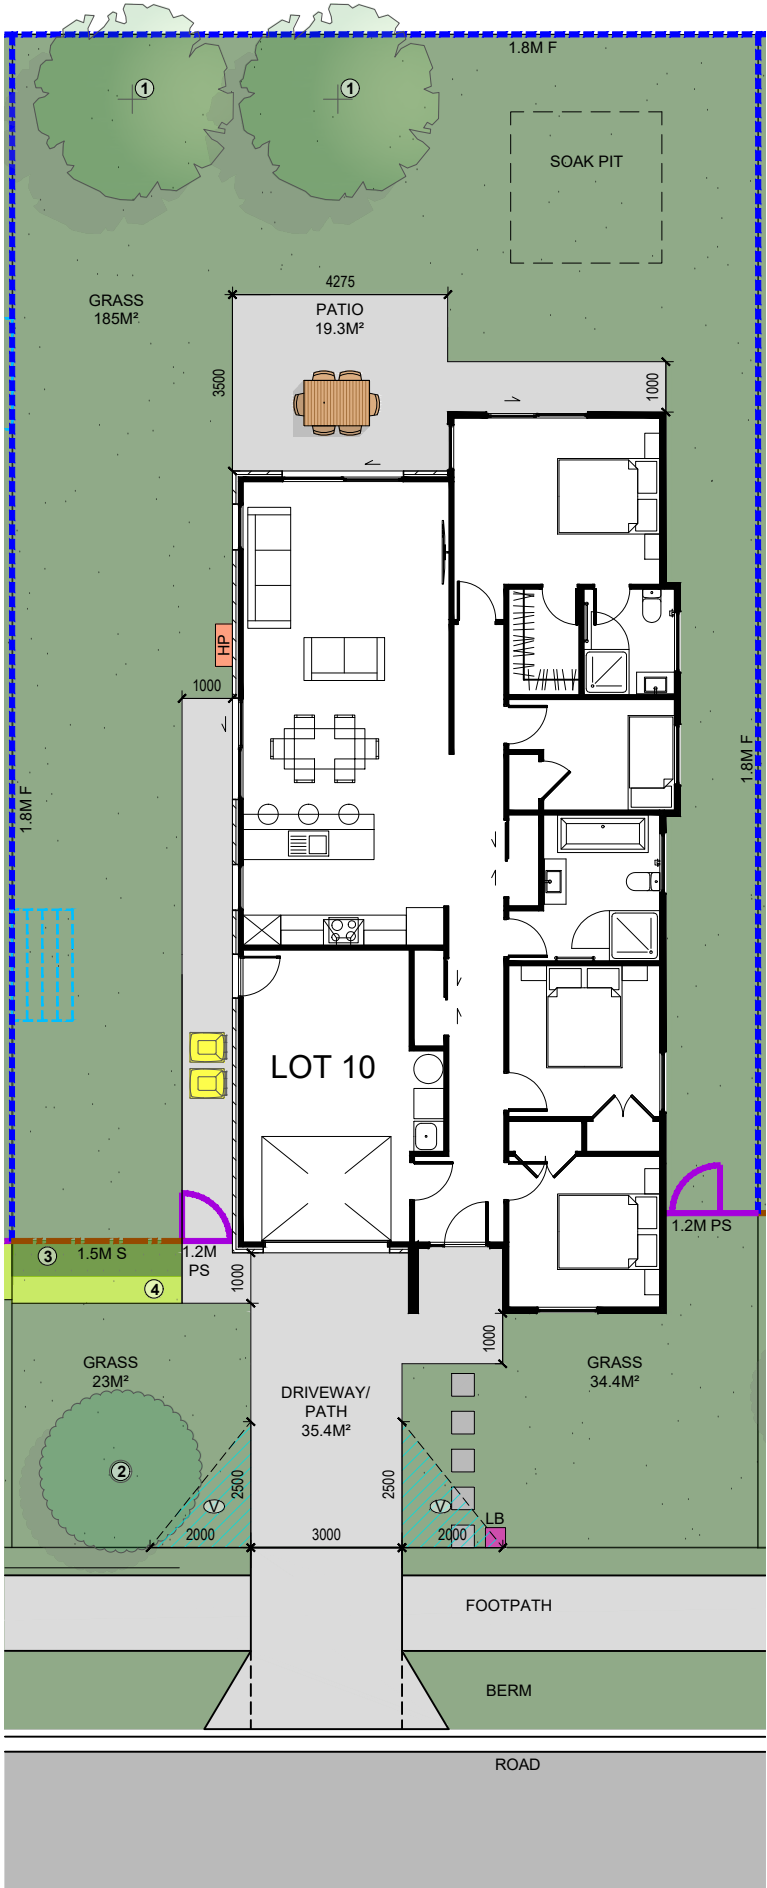 1.8M F
1
1
SOAK PIT
4275
GRASS
185M²
PATIO
19.3M²
3500
1000
HP
1000
1.8M F
1.8M F
LOT 10
3
1.5M S
1.2M
PS
1.2M PS
4
1000
1000
GRASS
23M²
GRASS
34.4M²
DRIVEWAY/
PATH
35.4M²
2
2500
2500
V
V
LB
2000
3000
2000
FOOTPATH
BERM
ROAD